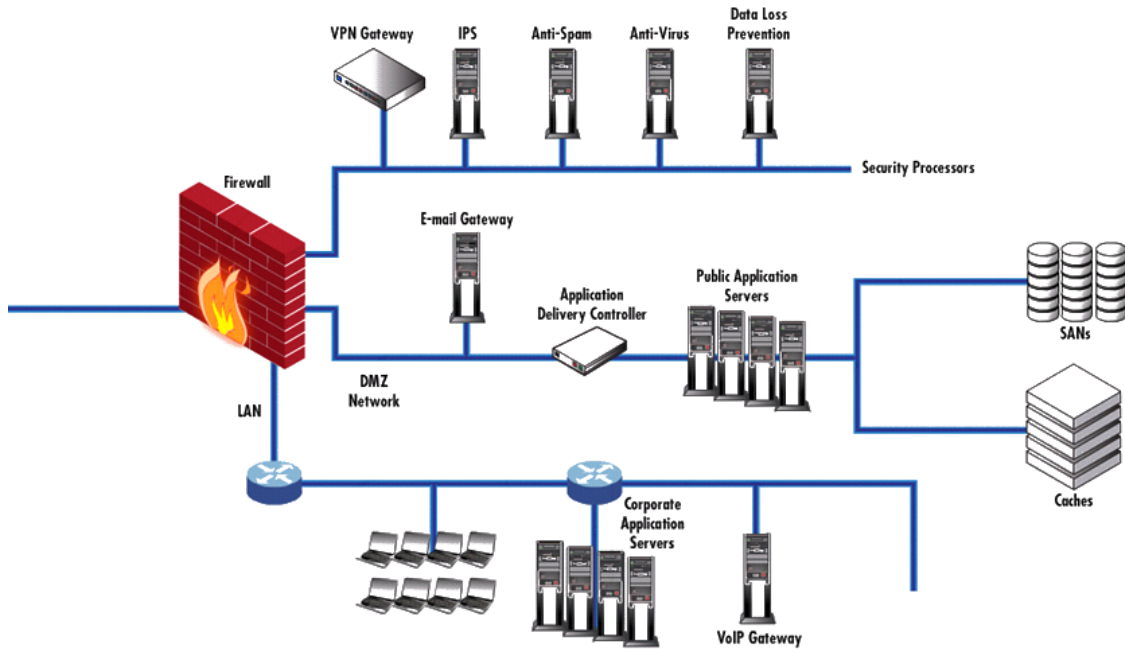 VPN Gateway
IPS
Anti-Spam
Anti-Virus
Data Loss
Prevention
Security Processors
Firewall
E-mail Gateway
Application
Delivery Controller
Public Application
Servers
SANs
DMZ
Network
LAN
Caches
Corporate
Application
Servers
VoIP Gateway